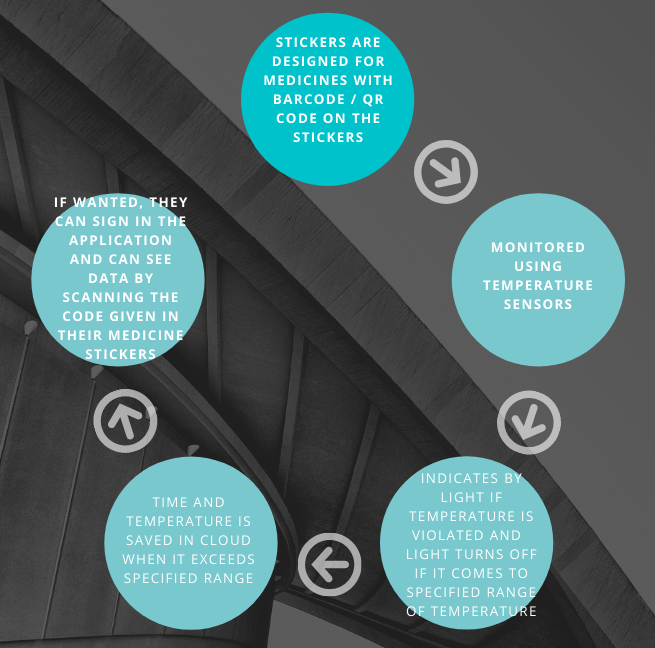 STICKERS ARE
DESIGNED FOR
MEDICINES WITH
BARCODE / QR
CODE ON THE
STICKERS
MONITORED
USING
TEMPERATURE
SENSORS
INDICATES BY
LIGHT IF
TEMPERATURE IS
VIOLATED AND
LIGHT TURNS OFF
IF IT COMES TO
SPECIFIED RANGE
OF TEMPERATURE
TIME AND
TEMPERATURE IS
SAVED IN CLOUD
WHEN IT EXCEEDS
SPECIFIED RANGE
IF WANTED, THEY
CAN SIGN IN THE
APPLICATION
AND CAN SEE
DATA BY
SCANNING THE
CODE GIVEN IN
THEIR MEDICINE
STICKERS